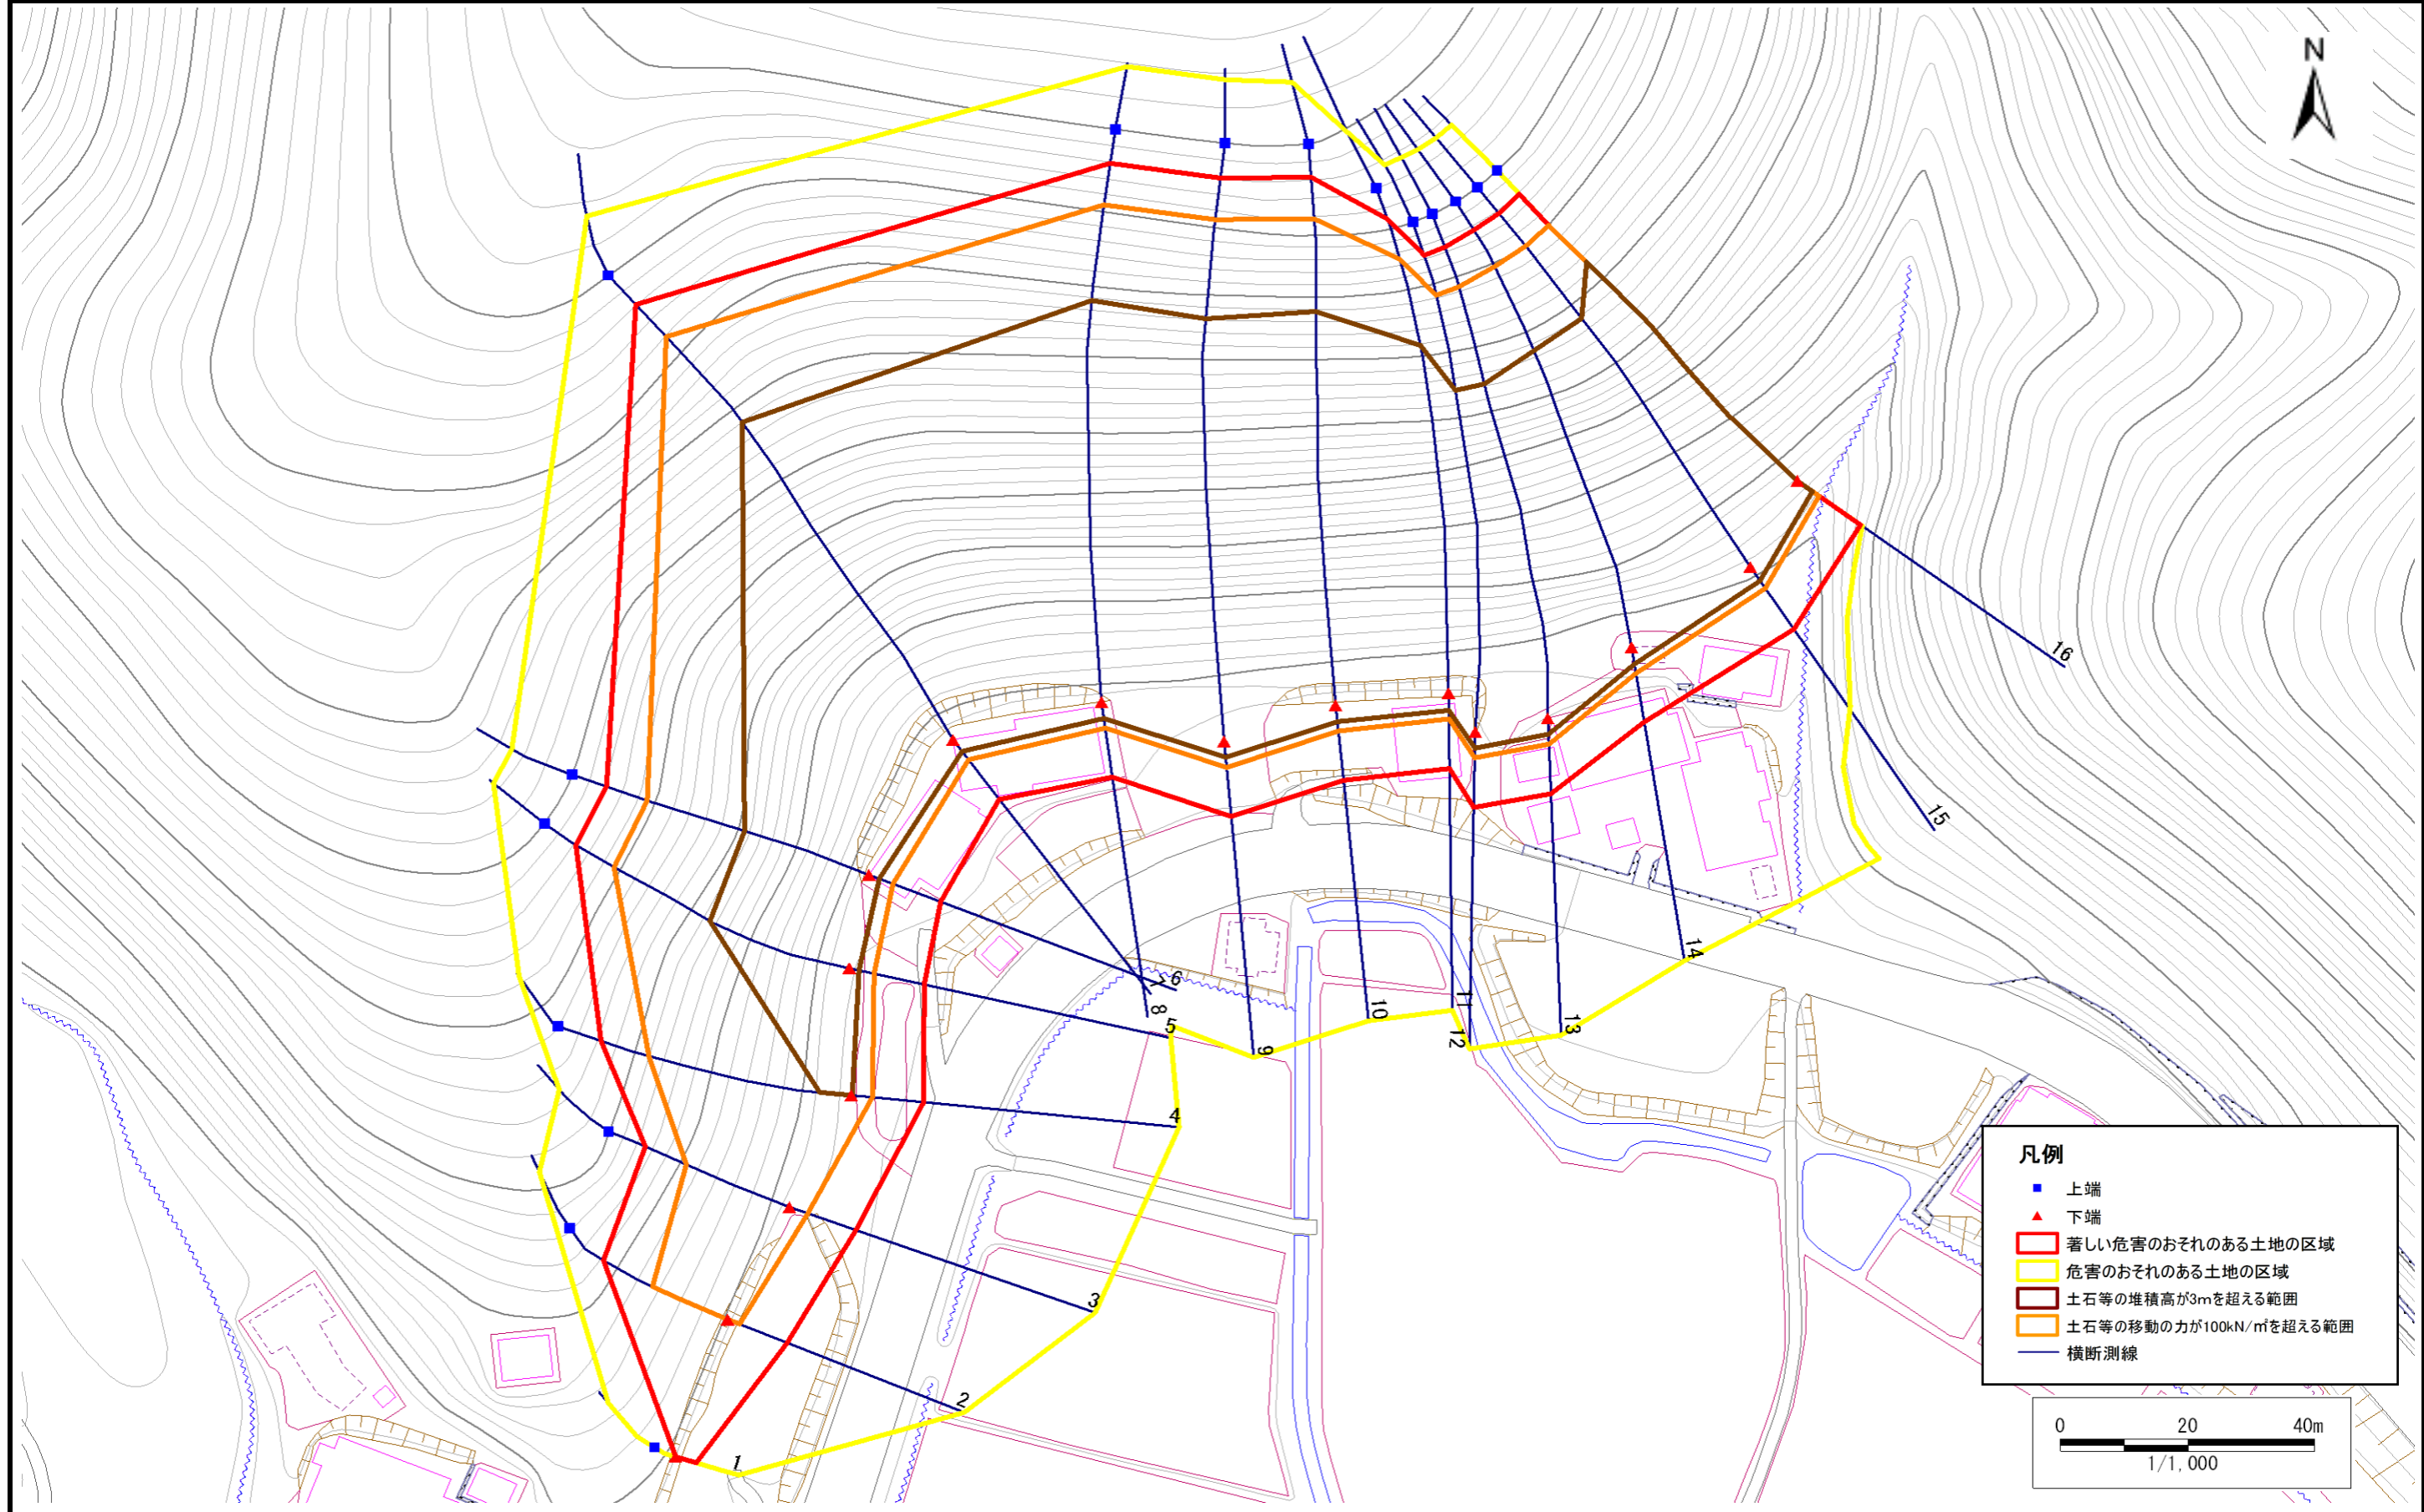 N
16
15
14
13
12
11
10
9
8
7
6
5
4
3
2
1
凡例
上端
下端
著しい危害のおそれのある土地の区域
危害のおそれのある土地の区域
土石等の堆積高が3mを超える範囲
土石等の移動の力が100kN/㎡を超える範囲
横断測線
0 20 40m
1/1,000